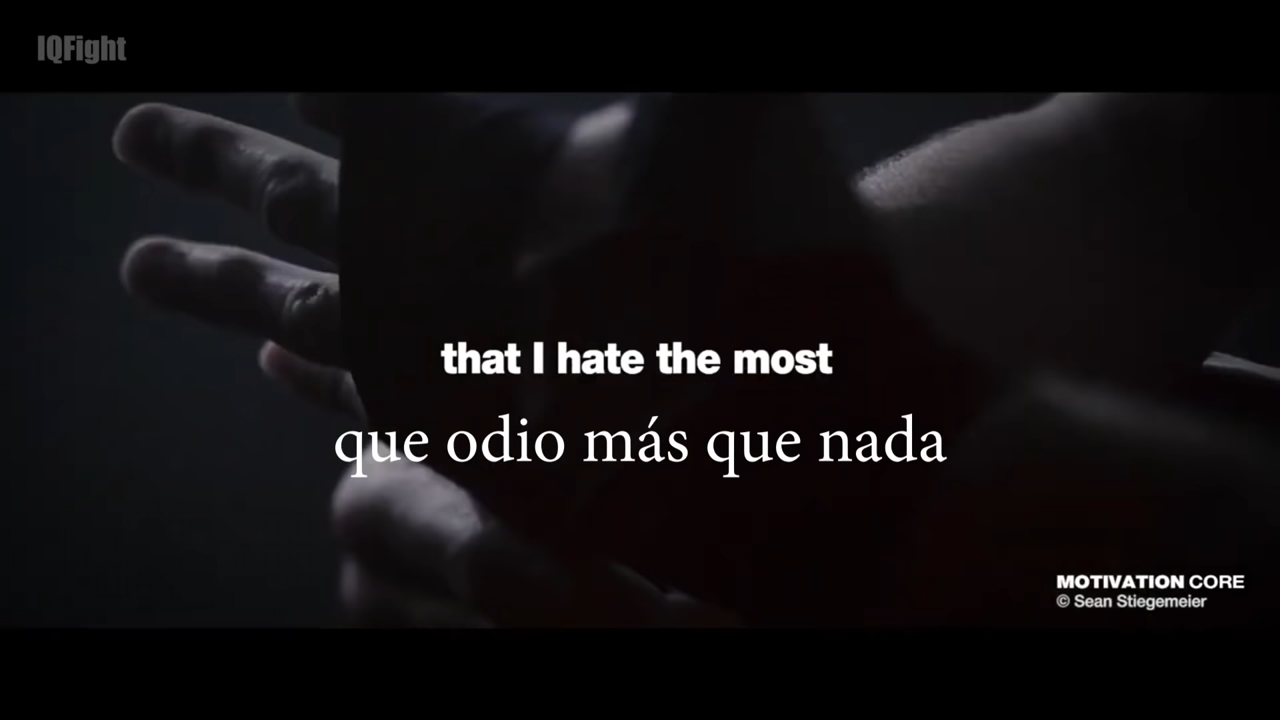 IQFight
that I hate the most
que odio más que nada
MOTIVATION CORE
© Sean Stiegemeier